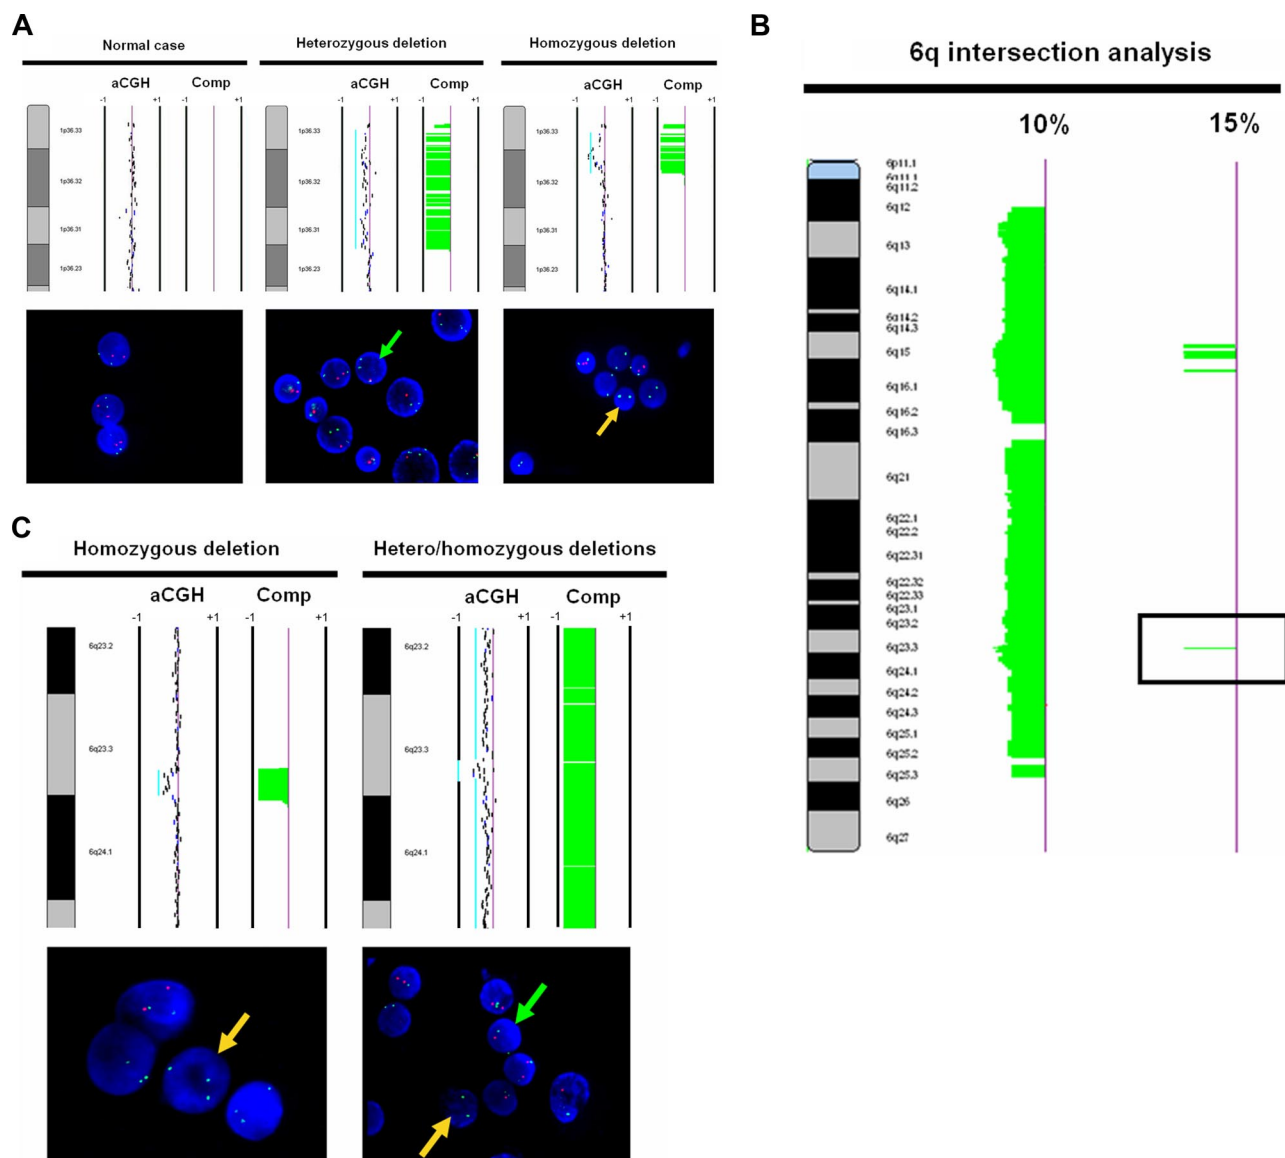 A
Normal case
Heterozygous deletion
Homozygous deletion
aCGH
Comp
aCGH
Comp
aCGH
Comp
-1 +1 -1 +1
-1 +1 -1 +1
-1 +1 -1 +1
1p36.33
1p36.32
1p36.31
1p36.23
1p36.33
1p36.32
1p36.31
1p36.23
1p36.33
1p36.32
1p36.31
1p36.23
B
6q intersection analysis
10%
15%
6p11.1
6q11.1
6q11.2
6q12
6q13
6q14.1
6q14.2
6q14.3
6q15
6q16.1
6q16.2
6q16.3
6q21
6q22.1
6q22.2
6q22.31
6q22.32
6q22.33
6q23.1
6q23.2
6q23.3
6q24.1
6q24.2
6q24.3
6q25.1
6q25.2
6q25.3
6q26
6q27
C
Homozygous deletion
Hetero/homozygous deletions
aCGH
Comp
aCGH
Comp
-1 +1 -1 +1
-1 +1 -1 +1
6q23.2
6q23.3
6q24.1
6q23.2
6q23.3
6q24.1